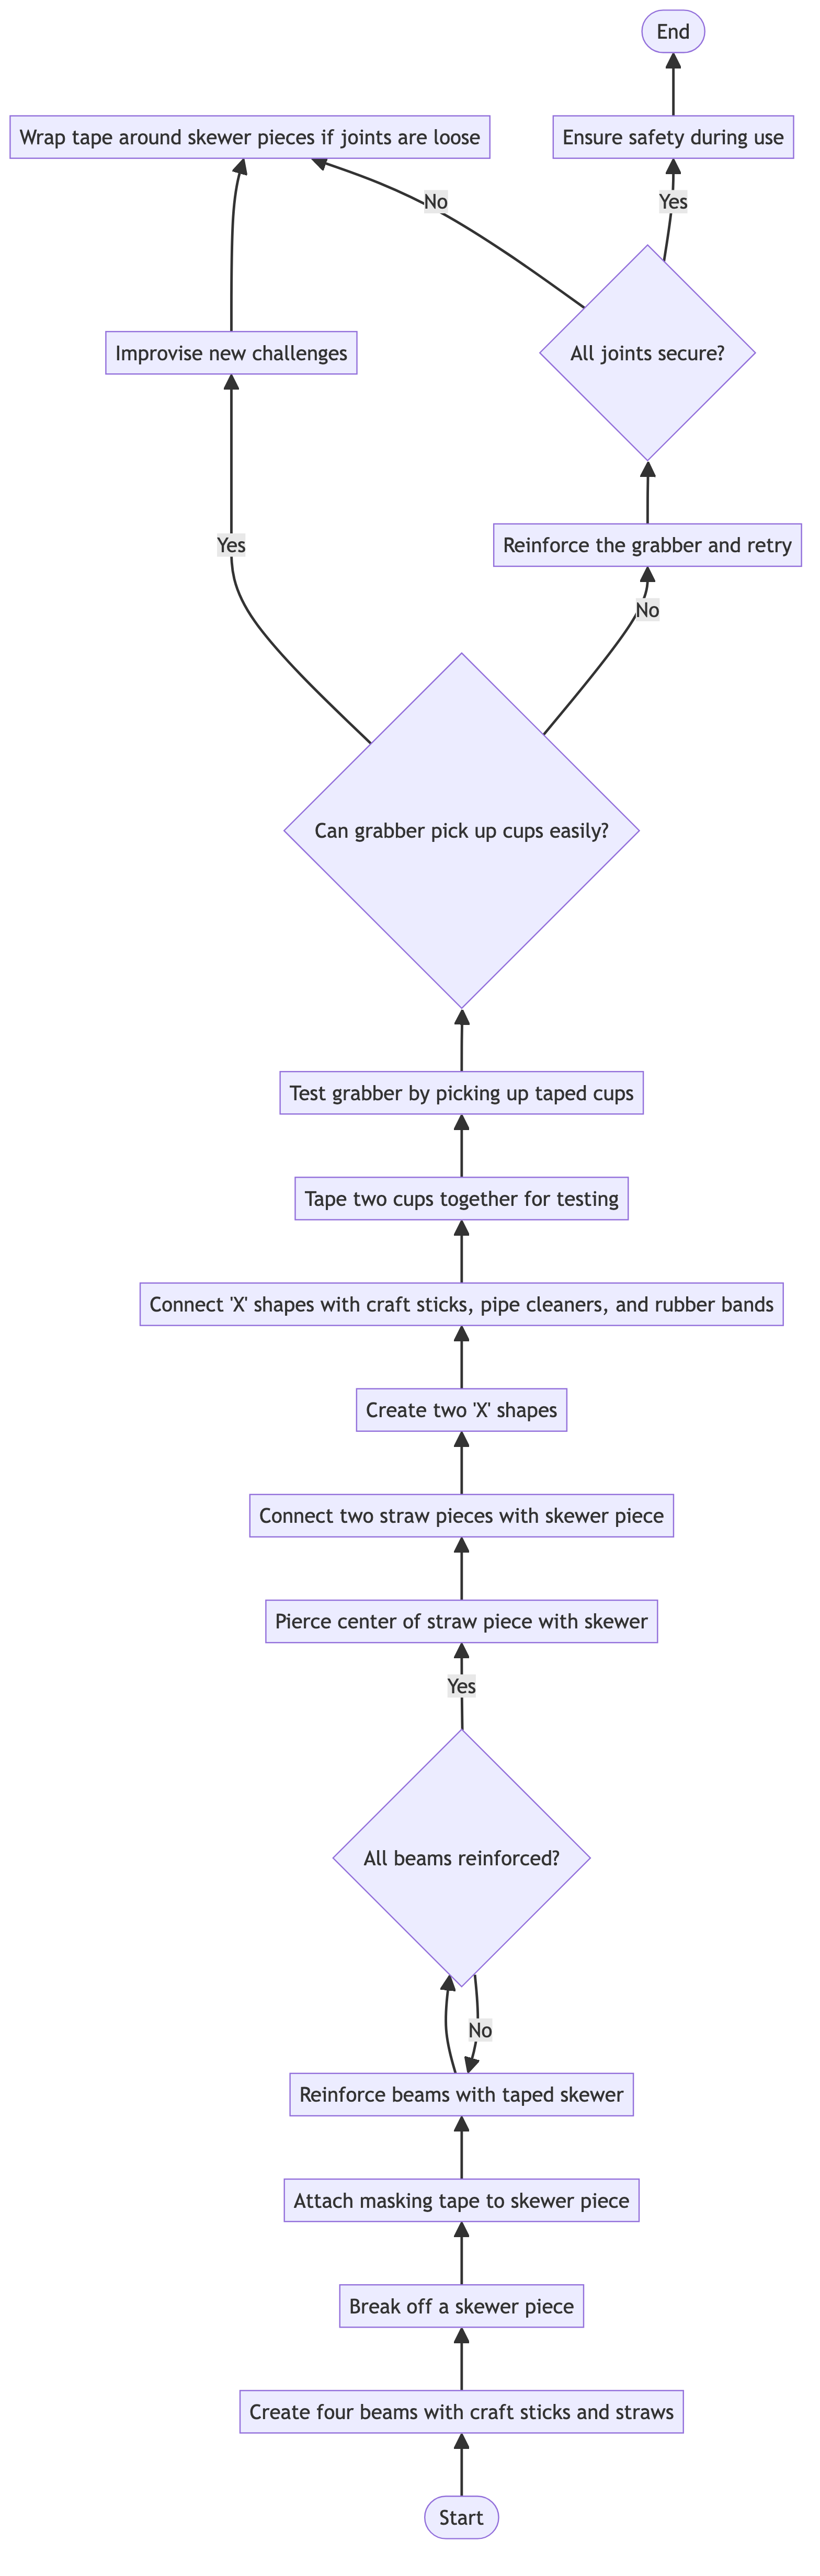 End
Wrap tape around skewer pieces if joints are loose
Ensure safety during use
No
Yes
Improvise new challenges
All joints secure?
Yes
Reinforce the grabber and retry
No
Can grabber pick up cups easily?
Test grabber by picking up taped cups
Tape two cups together for testing
Connect 'X' shapes with craft sticks, pipe cleaners, and rubber bands
Create two 'X' shapes
Connect two straw pieces with skewer piece
Pierce center of straw piece with skewer
Yes
All beams reinforced?
No
Reinforce beams with taped skewer
Attach masking tape to skewer piece
Break off a skewer piece
Create four beams with craft sticks and straws
Start